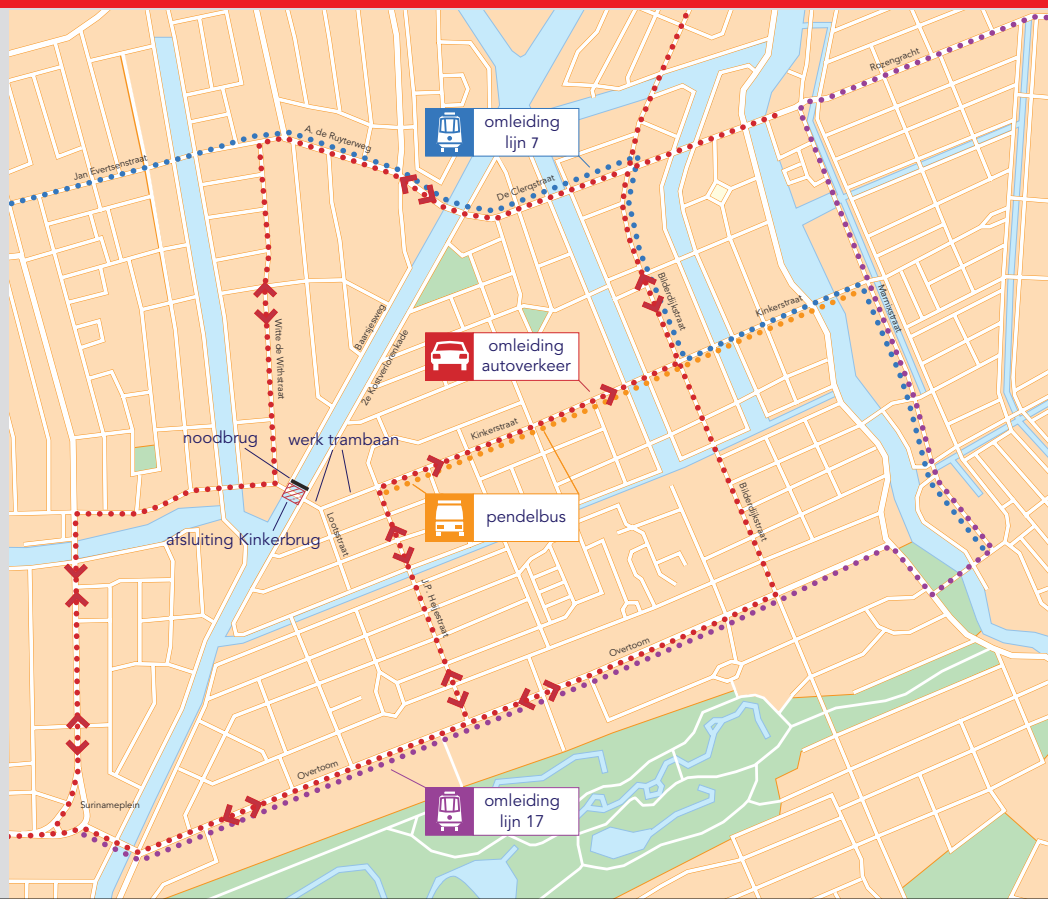 Rozengracht
omleiding
lijn 7
A. de Ruyterweg
Jan Evertsenstraat
De Clerqstraat
Bilderdijkstraat
Kinkerstraat
Marnixstraat
Witte de Withstraat
Baarsjesweg
2e Kostverlorenkade
omleiding
autoverkeer
Kinkerstraat
noodbrug
werk trambaan
pendelbus
Lootsstraat
afsluiting Kinkerbrug
Bilderdijkstraat
J.P. Heijestraat
Overtoom
Overtoom
Surinameplein
omleiding
lijn 17